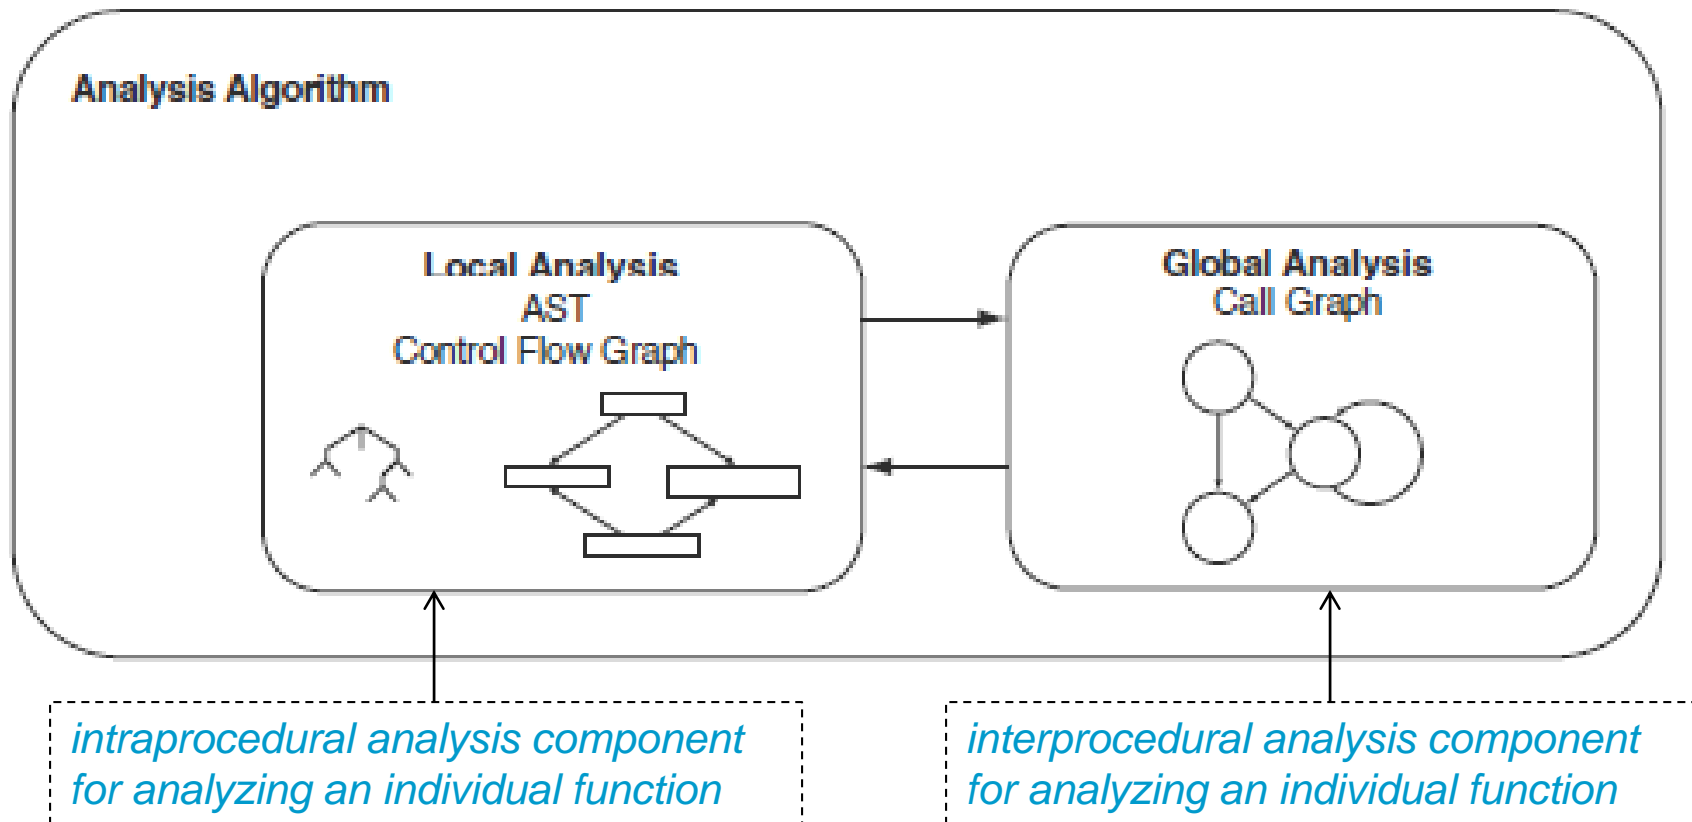 Analysis Algorithm
Local Analysis
AST
Control Flow Graph
Global Analysis
Call Graph
intraprocedural analysis component
for analyzing an individual function
interprocedural analysis component
for analyzing an individual function